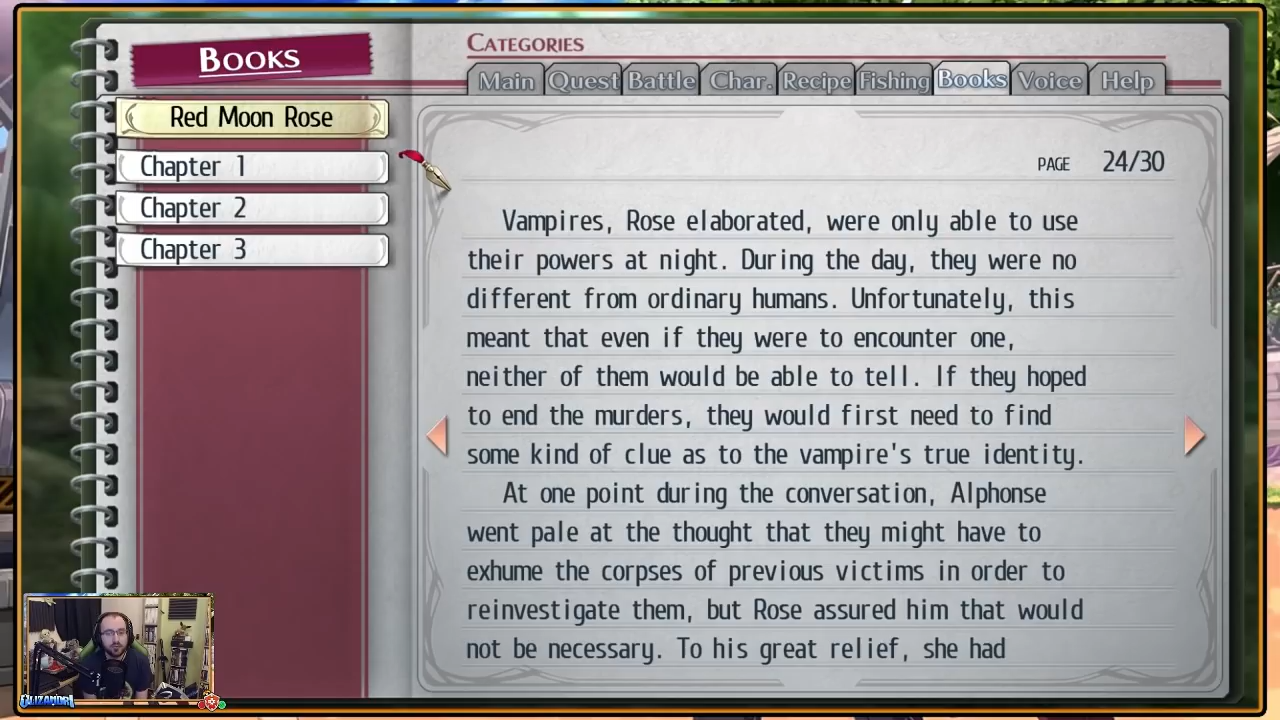 BOOKS
CATEGORIES
Main Quest Battle Char. Recipe Fishing Books Voice Help
Red Moon Rose
Chapter 1
Chapter 2
Chapter 3
PAGE 24/30
Vampires, Rose elaborated, were only able to use
their powers at night. During the day, they were no
different from ordinary humans. Unfortunately, this
meant that even if they were to encounter one,
neither of them would be able to tell. If they hoped
to end the murders, they would first need to find
some kind of clue as to the vampire's true identity.
At one point during the conversation, Alphonse
went pale at the thought that they might have to
exhume the corpses of previous victims in order to
reinvestigate them, but Rose assured him that would
not be necessary. To his great relief, she had